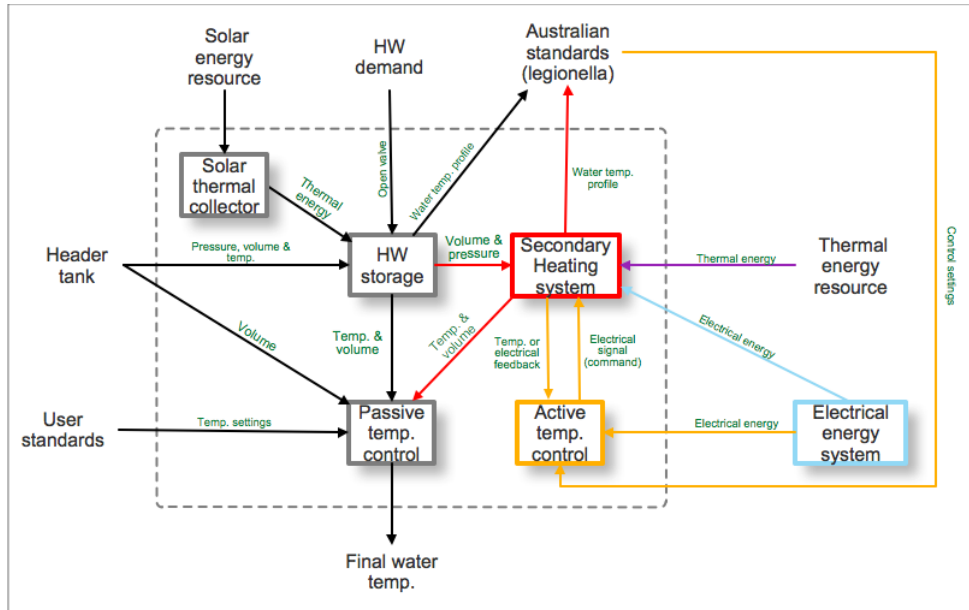 Solar
energy
resource
HW
demand
Australian
standards
(legionella)
Solar
thermal
collector
Thermal
energy
Open valve
Water temp. profile
Water temp.
profile
Header
tank
Pressure, volume &
temp.
HW
storage
Volume &
pressure
Secondary
Heating
system
Thermal energy
Thermal
energy
resource
Control settings
Volume
Temp. &
volume
Temp. &
volume
Temp. or
electrical
feedback
Electrical
signal
(command)
Electrical energy
User
standards
Temp. settings
Passive
temp.
control
Active
temp.
control
Electrical energy
Electrical
energy
system
Final water
temp.